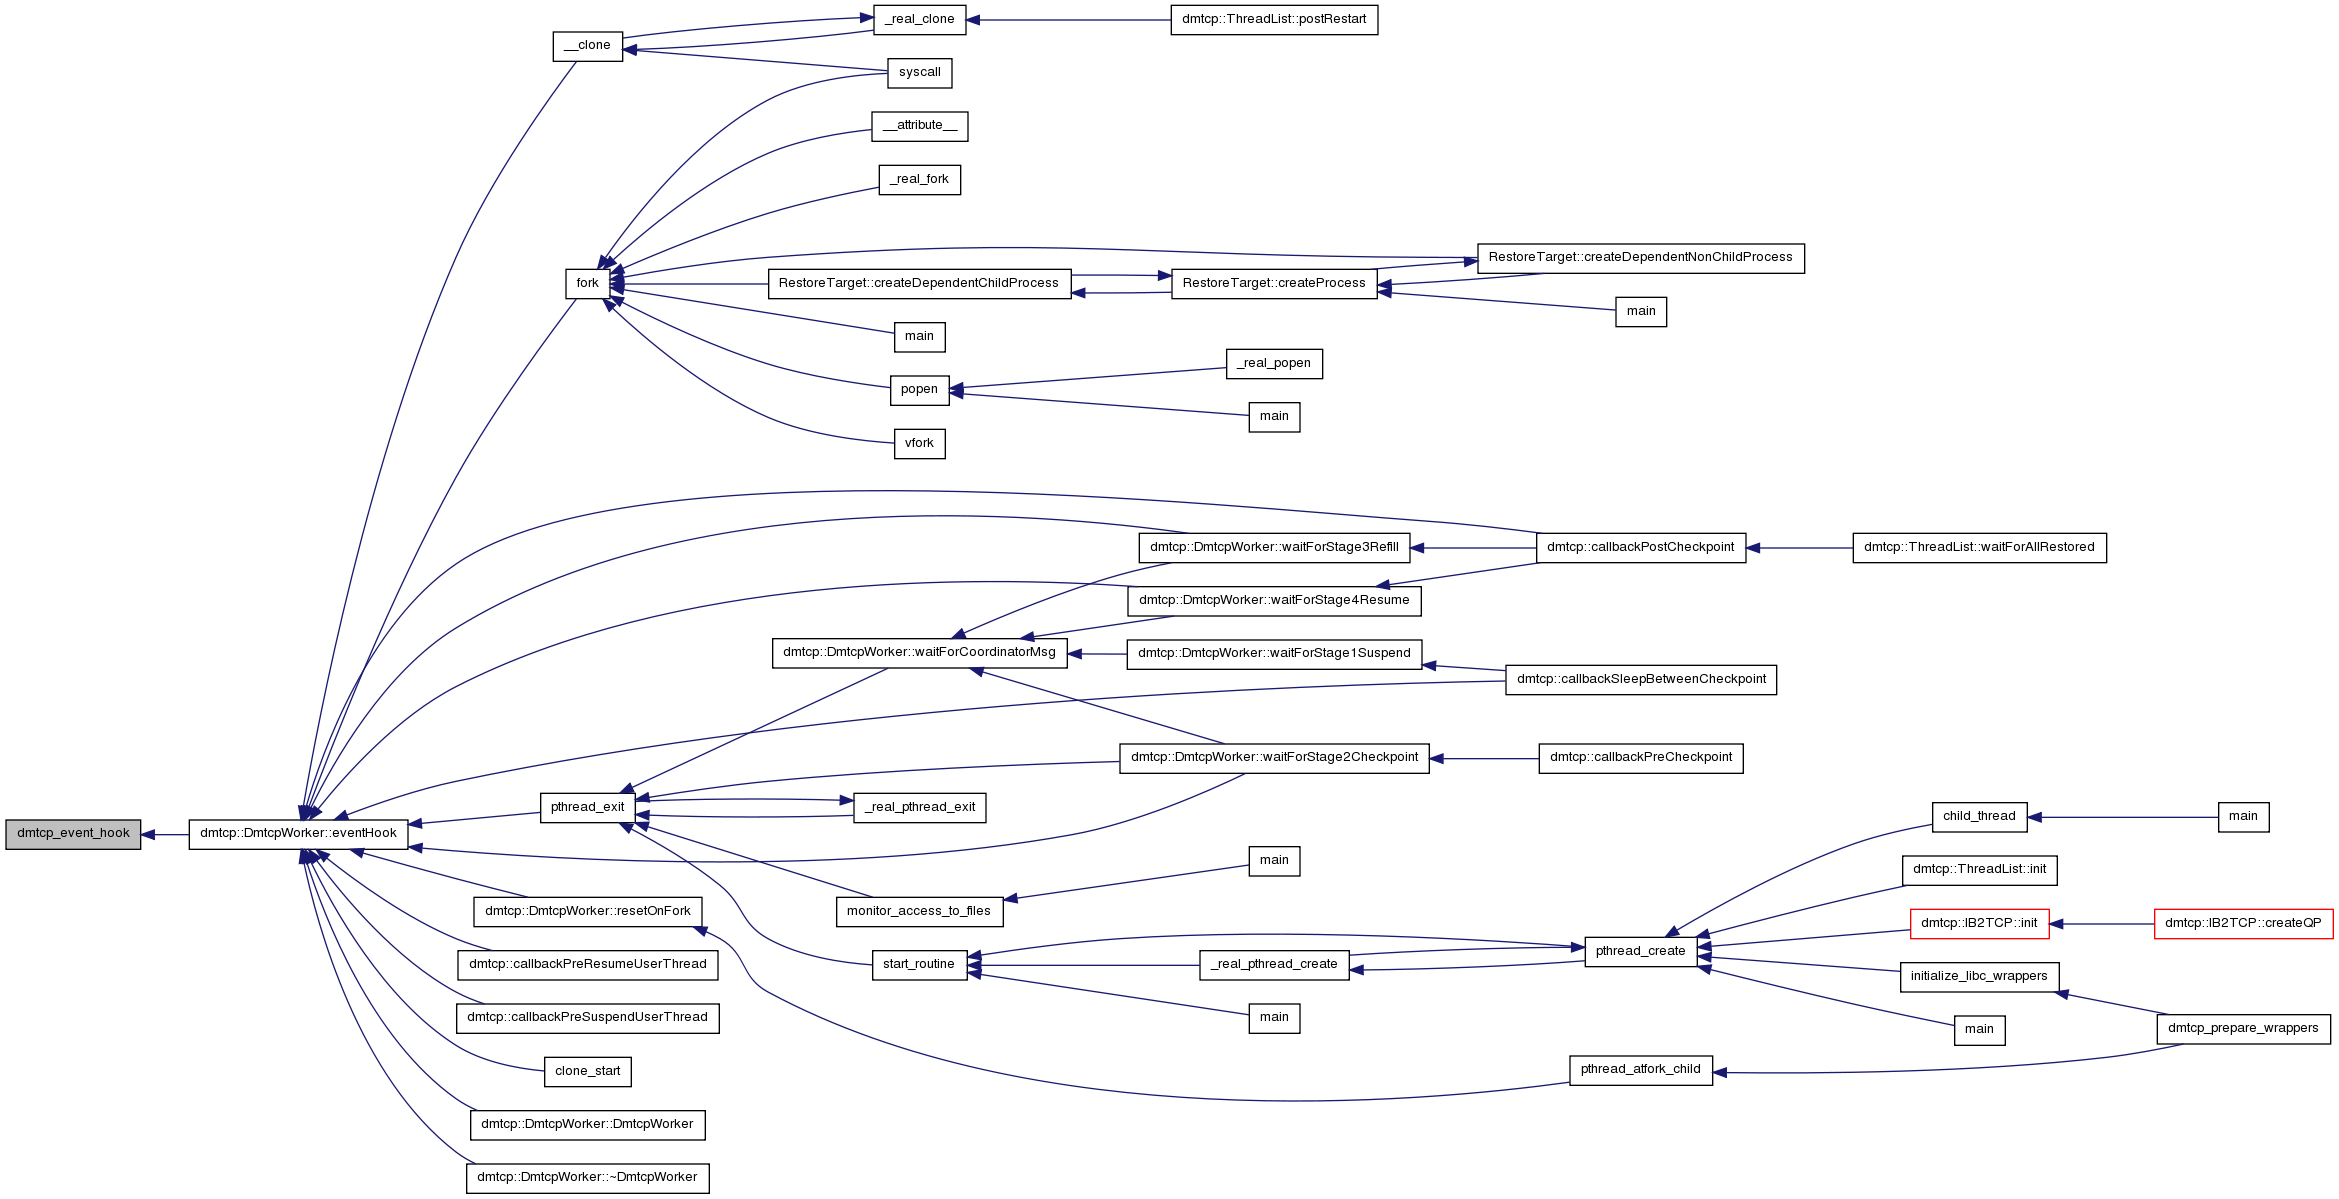 _real_clone
dmtcp::ThreadList::postRestart
__clone
syscall
__attribute__
_real_fork
RestoreTarget::createDependentNonChildProcess
fork
RestoreTarget::createDependentChildProcess
RestoreTarget::createProcess
main
main
_real_popen
popen
main
vfork
dmtcp::DmtcpWorker::waitForStage3Refill
dmtcp::callbackPostCheckpoint
dmtcp::ThreadList::waitForAllRestored
dmtcp::DmtcpWorker::waitForStage4Resume
dmtcp::DmtcpWorker::waitForCoordinatorMsg
dmtcp::DmtcpWorker::waitForStage1Suspend
dmtcp::callbackSleepBetweenCheckpoint
dmtcp::DmtcpWorker::waitForStage2Checkpoint
dmtcp::callbackPreCheckpoint
pthread_exit
_real_pthread_exit
child_thread
main
dmtcp_event_hook
dmtcp::DmtcpWorker::eventHook
main
dmtcp::ThreadList::init
dmtcp::DmtcpWorker::resetOnFork
monitor_access_to_files
dmtcp::IB2TCP::init
dmtcp::IB2TCP::createQP
dmtcp::callbackPreResumeUserThread
start_routine
_real_pthread_create
pthread_create
initialize_libc_wrappers
dmtcp::callbackPreSuspendUserThread
main
main
dmtcp_prepare_wrappers
clone_start
pthread_atfork_child
dmtcp::DmtcpWorker::DmtcpWorker
dmtcp::DmtcpWorker::~DmtcpWorker